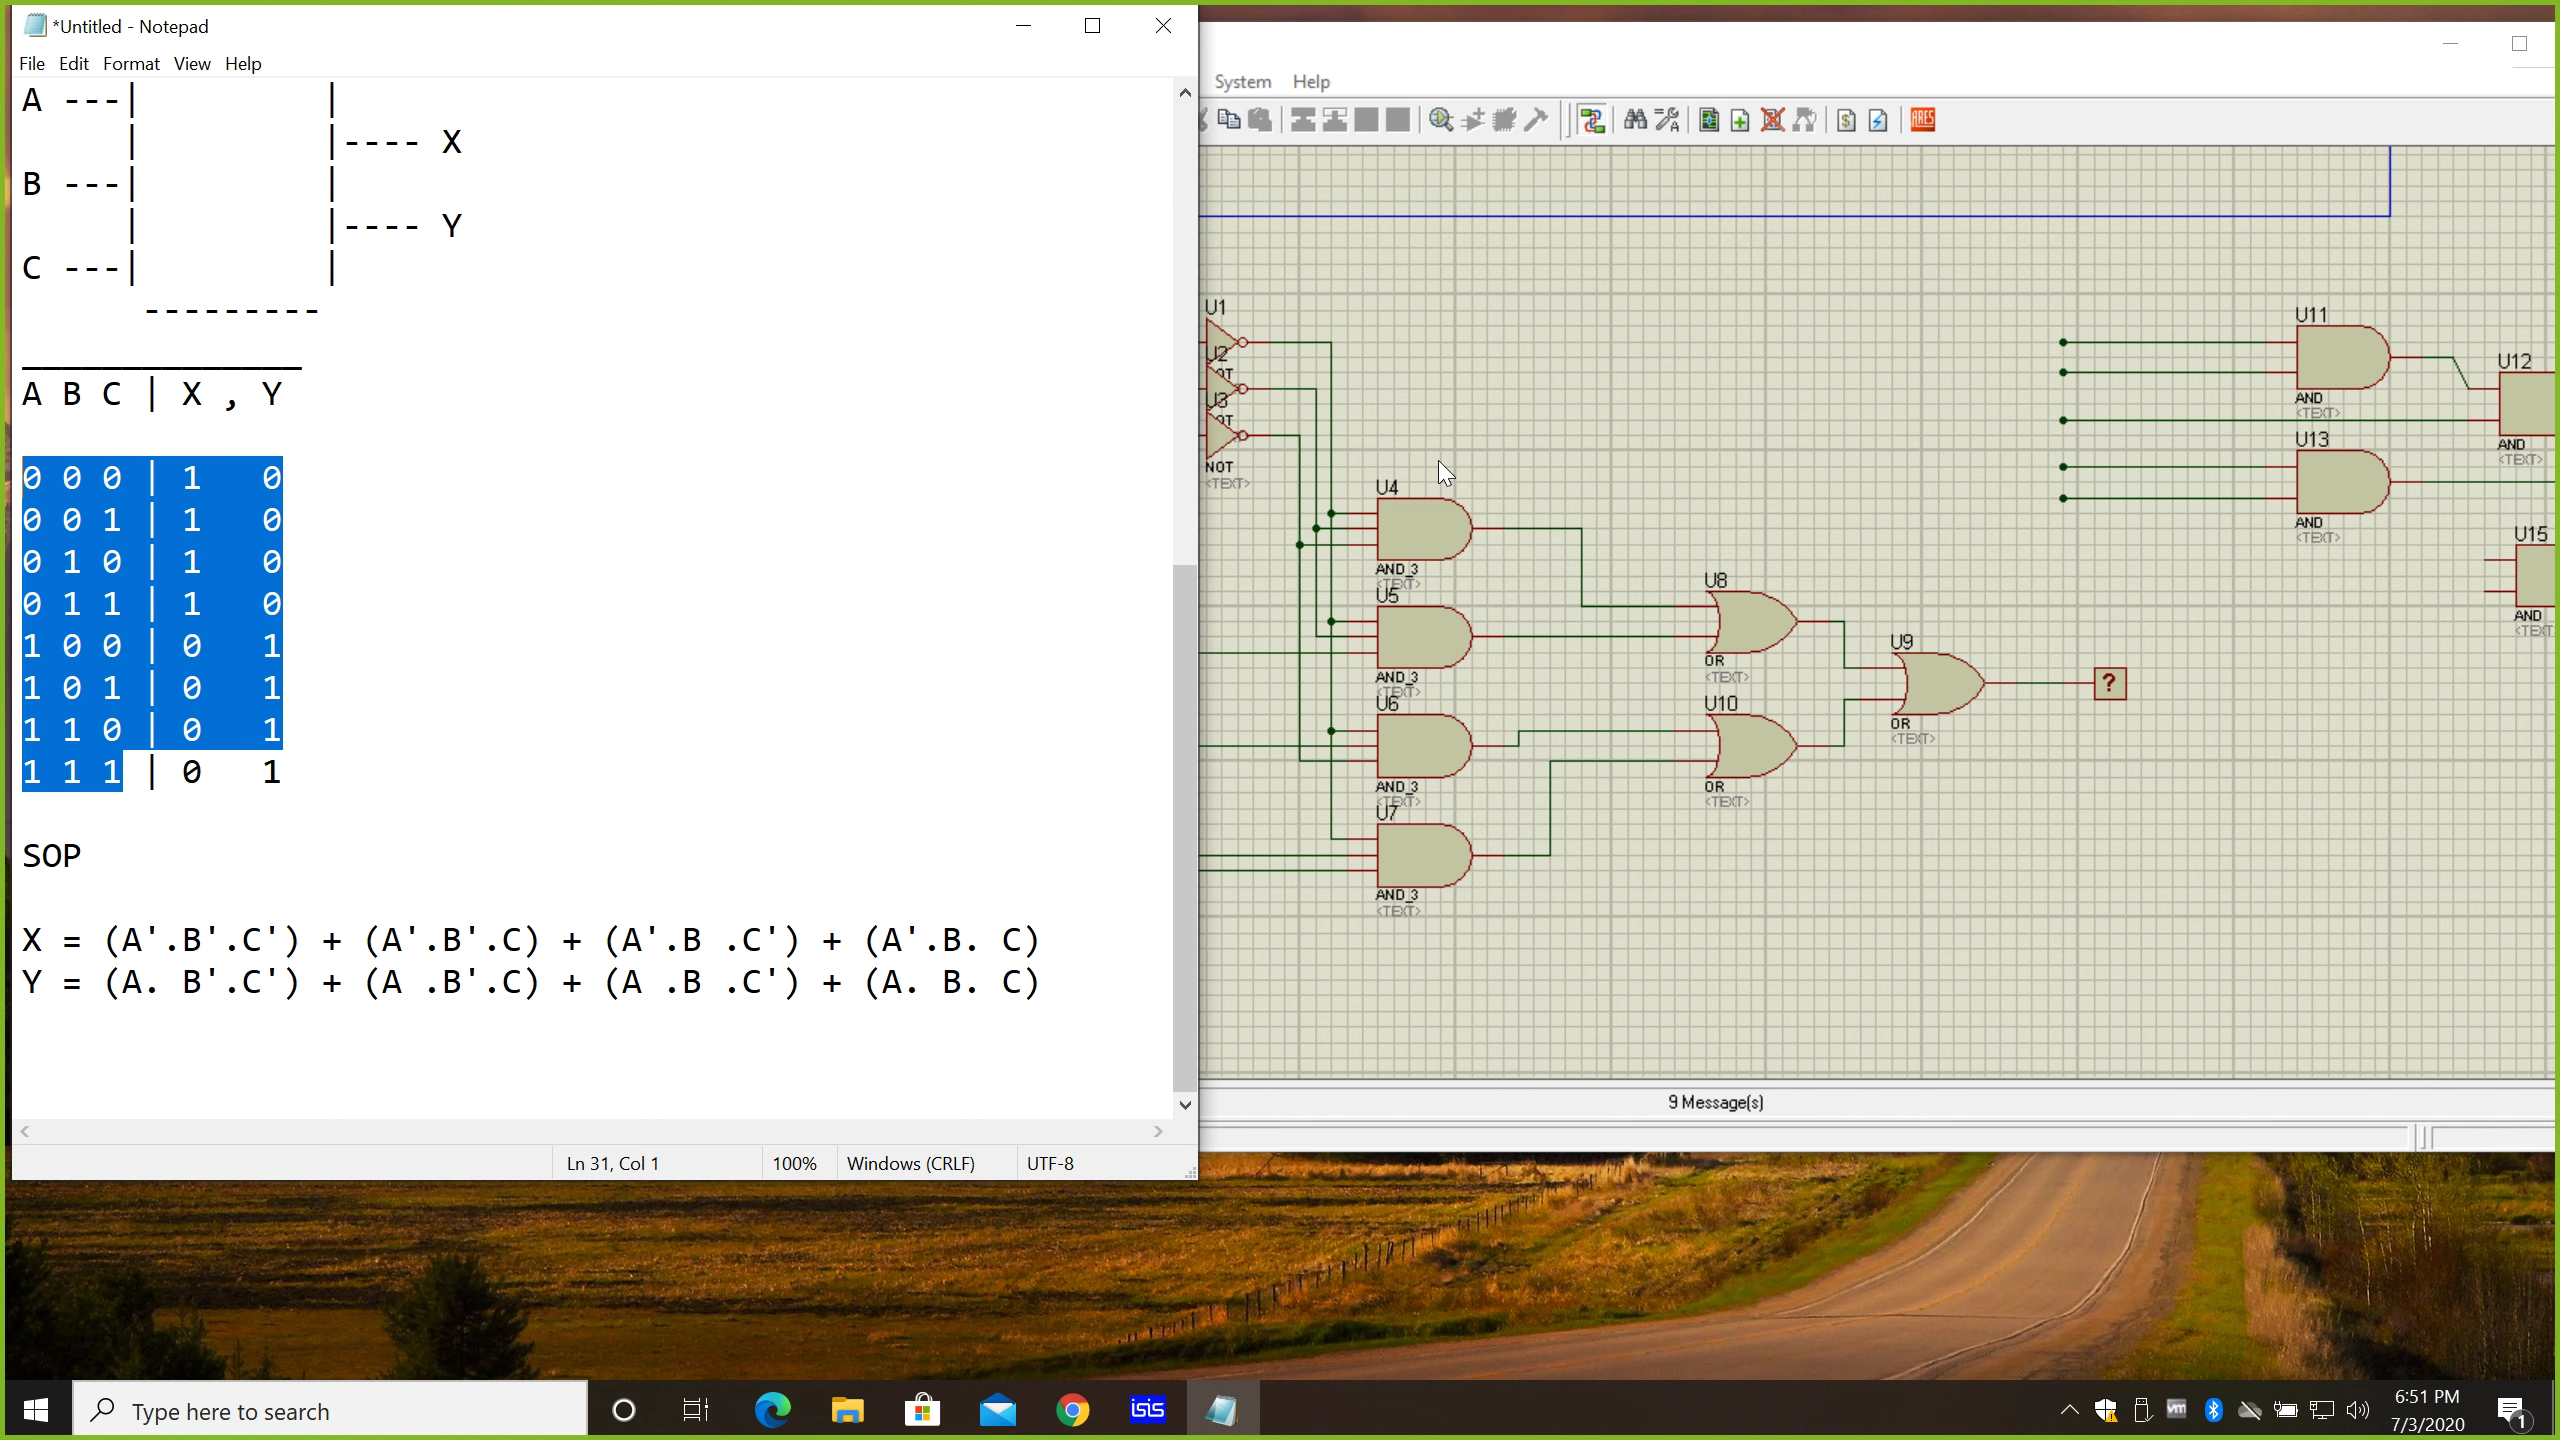 *Untitled - Notepad
File Edit Format View Help
A ---|         |
|         |---- X
B ---|         |
|         |---- Y
C ---|         |
---------
______________
A B C | X , Y
0 0 0 | 1   0
0 0 1 | 1   0
0 1 0 | 1   0
0 1 1 | 1   0
1 0 0 | 0   1
1 0 1 | 0   1
1 1 0 | 0   1
1 1 1 | 0   1
SOP
X = (A'.B'.C') + (A'.B'.C) + (A'.B .C') + (A'.B. C)
Y = (A. B'.C') + (A .B'.C) + (A .B .C') + (A. B. C)
Ln 31, Col 1
100%
Windows (CRLF)
UTF-8
System Help
ARES
U1
U2
U3
NOT
<TEXT>
U4
AND_3
<TEXT>
U5
AND_3
<TEXT>
U6
AND_3
<TEXT>
U7
AND_3
<TEXT>
U8
OR
<TEXT>
U10
OR
<TEXT>
U9
OR
<TEXT>
?
U11
AND
<TEXT>
U12
AND
<TEXT>
U13
AND
<TEXT>
U15
AND
9 Message(s)
Type here to search
isis
vm
6:51 PM
7/3/2020
1